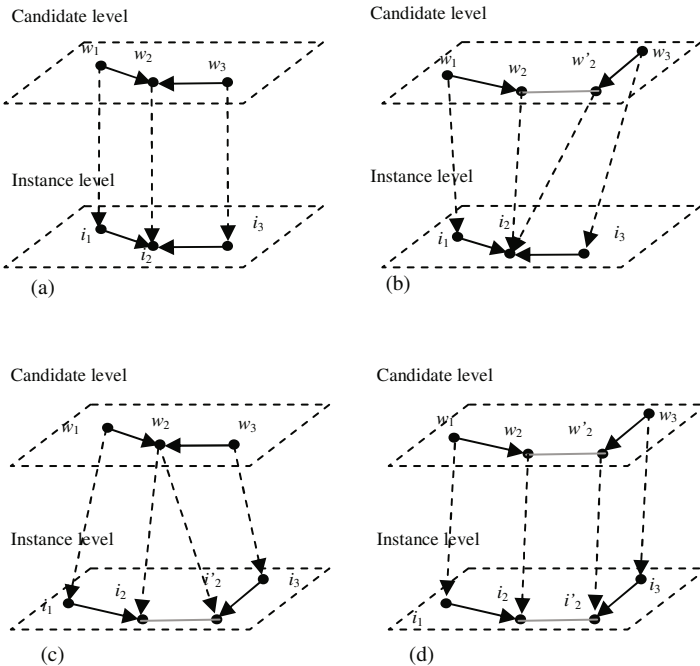 Candidate level
w1 w2 w3
Instance level
i1 i2 i3
(a)
Candidate level
w1 w2 w'2 w3
Instance level
i1 i2 i3
(b)
Candidate level
w1 w2 w3
Instance level
i1 i2 i'2 i3
(c)
Candidate level
w1 w2 w'2 w3
Instance level
i1 i2 i'2 i3
(d)